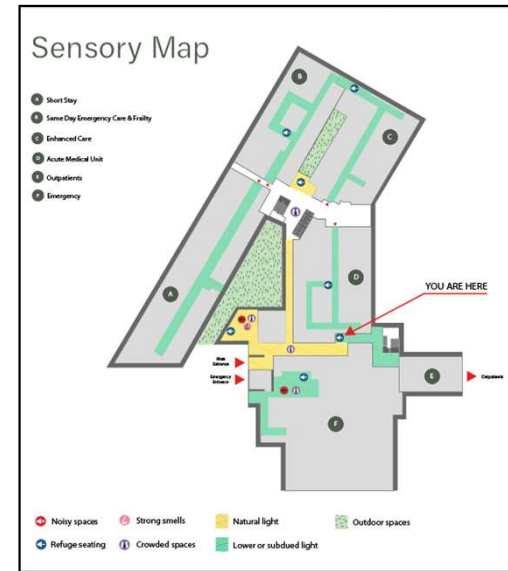 Sensory Map
A Short Stay
B Same Day Emergency Care & Frailty
C Enhanced Care
D Acute Medical Unit
E Outpatients
F Emergency
B
C
A
D
YOU ARE HERE
Main
Entrance
Emergency
Entrance
E
Outpatients
F
Noisy spaces
Strong smells
Natural light
Outdoor spaces
Refuge seating
Crowded spaces
Lower or subdued light